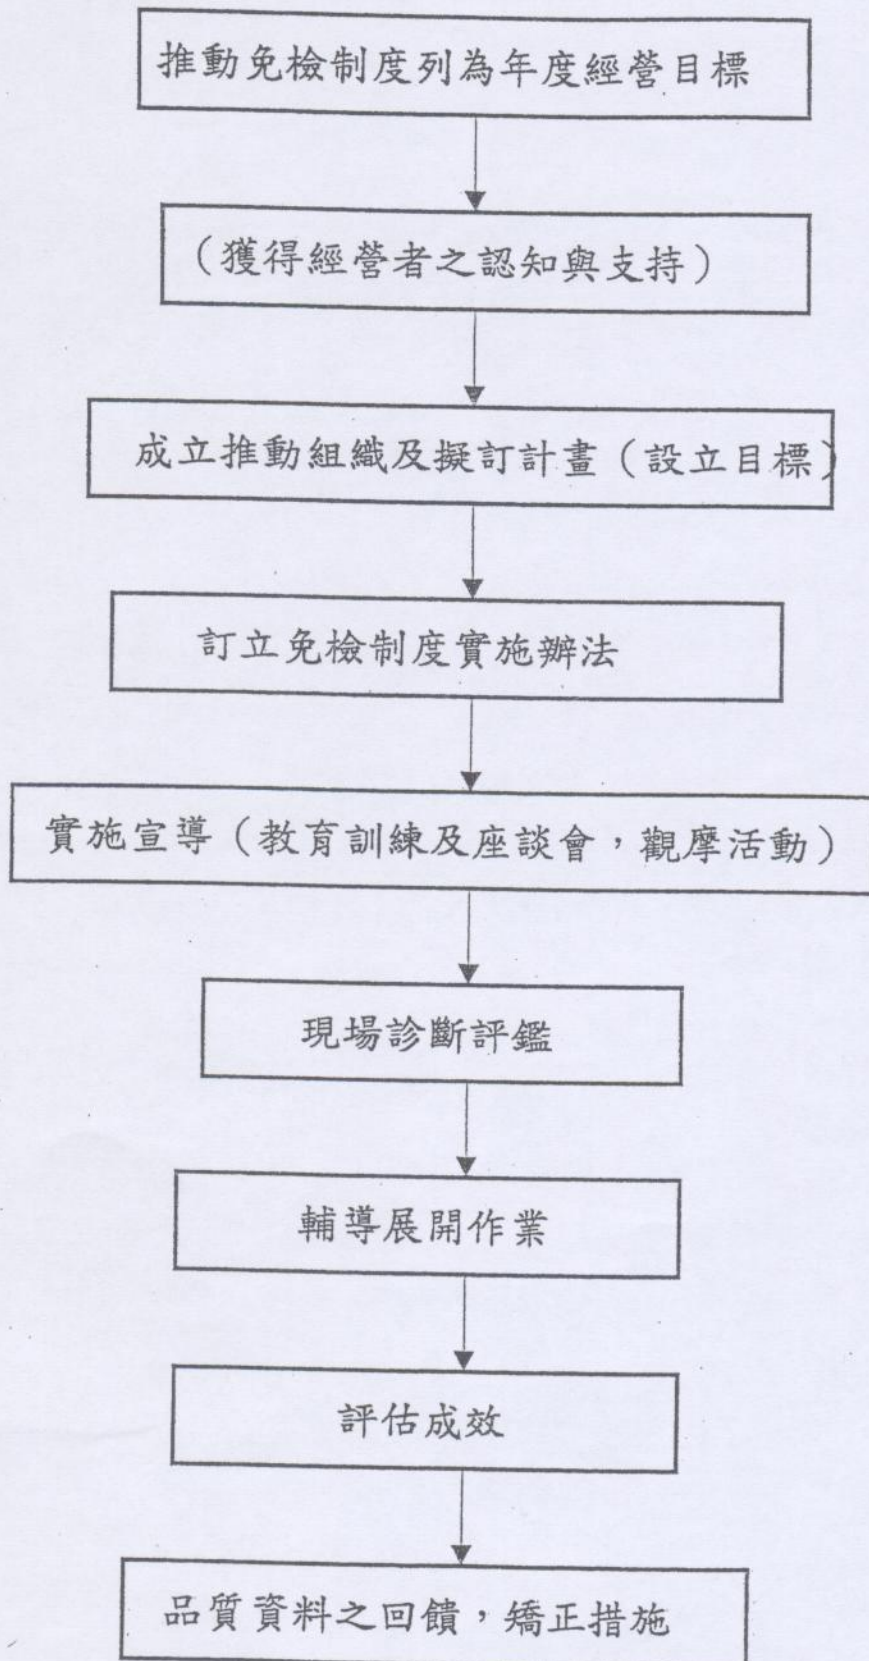 推動免檢制度列為年度經營目標
（獲得經營者之認知與支持）
成立推動組織及擬訂計畫（設立目標）
訂立免檢制度實施辦法
實施宣導（教育訓練及座談會，觀摩活動）
現場診斷評鑑
輔導展開作業
評估成效
品質資料之回饋，矯正措施